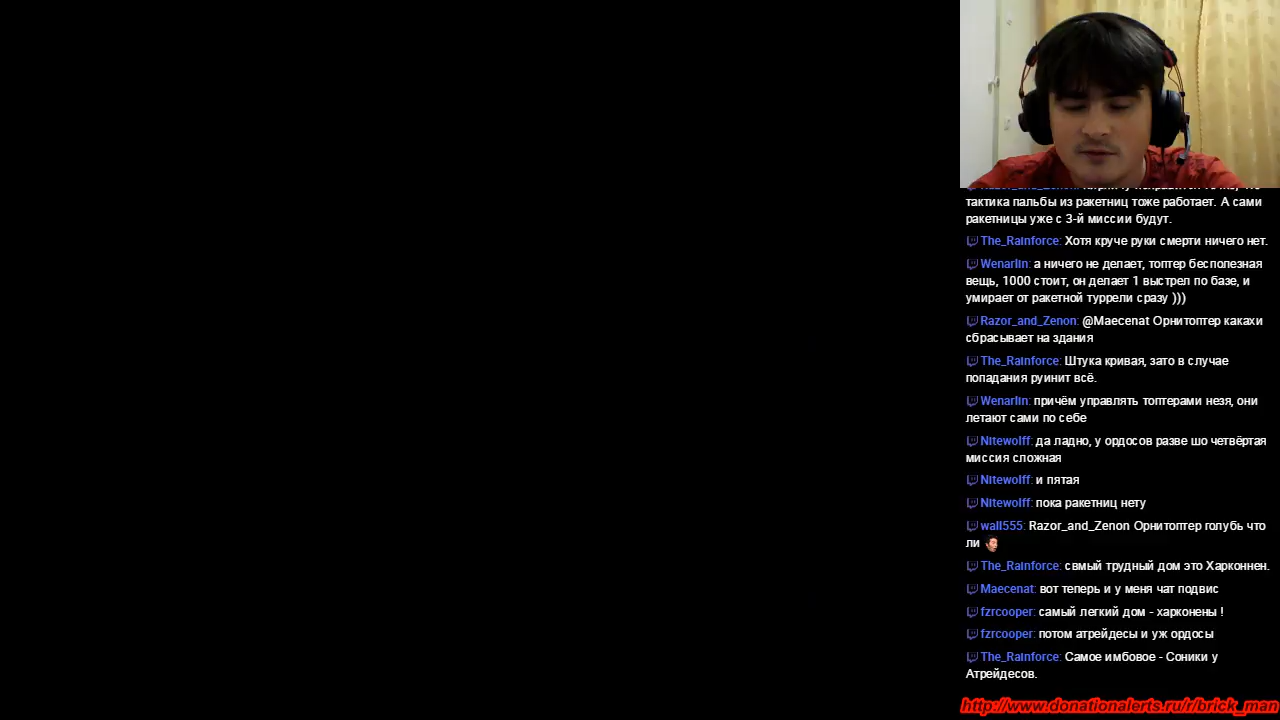 тактика пальбы из ракетниц тоже работает. А сами
ракетницы уже с 3-й миссии будут.
The_Rainforce: Хотя круче руки смерти ничего нет.
Wenarlin: а ничего не делает, топтер бесполезная
вещь, 1000 стоит, он делает 1 выстрел по базе, и
умирает от ракетной туррели сразу )))
Razor_and_Zenon: @Maecenat Орнитоптер какахи
сбрасывает на здания
The_Rainforce: Штука кривая, зато в случае
попадания руинит всё.
Wenarlin: причём управлять топтерами незя, они
летают сами по себе
Nitewolff: да ладно, у ордосов разве шо четвёртая
миссия сложная
Nitewolff: и пятая
Nitewolff: пока ракетниц нету
wall555: Razor_and_Zenon Орнитоптер голубь что
ли
The_Rainforce: свмый трудный дом это Харконнен.
Maecenat: вот теперь и у меня чат подвис
fzrcooper: самый легкий дом - харконены !
fzrcooper: потом атрейдесы и уж ордосы
The_Rainforce: Самое имбовое - Соники у
Атрейдесов.
http://www.donationalerts.ru/r/brick_man